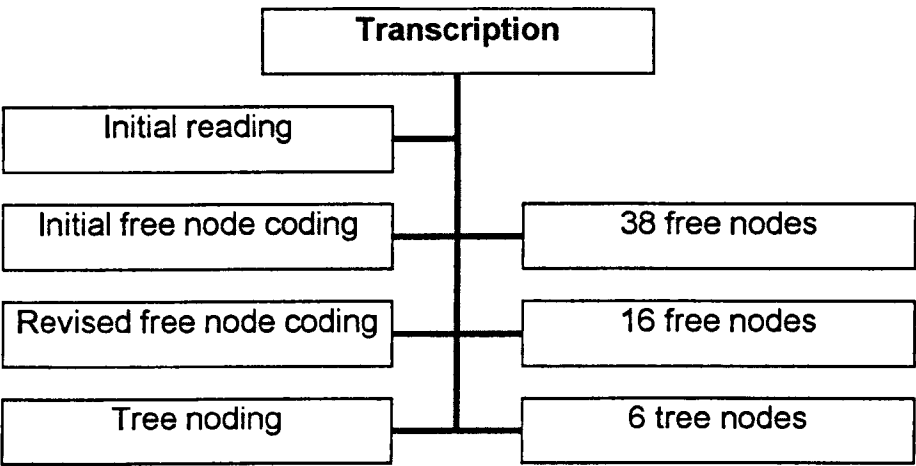 Transcription
Initial reading
Initial free node coding
38 free nodes
Revised free node coding
16 free nodes
Tree noding
6 tree nodes